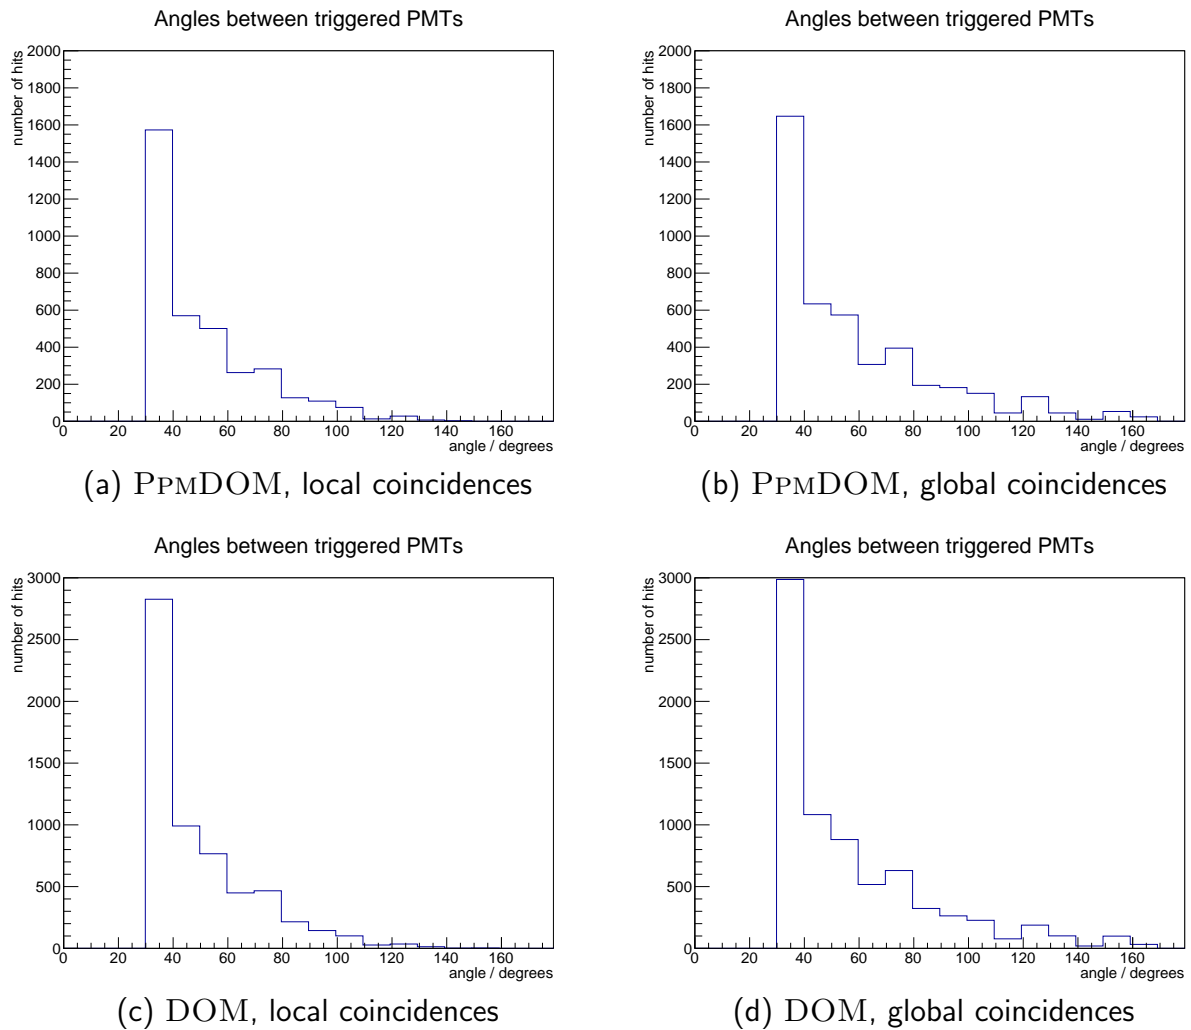 Angles between triggered PMTs
number of hits
2000
1800
1600
1400
1200
1000
800
600
400
200
0
0 20 40 60 80 100 120 140 160
angle / degrees
(a) PPMDOM, local coincidences
Angles between triggered PMTs
number of hits
2000
1800
1600
1400
1200
1000
800
600
400
200
0
0 20 40 60 80 100 120 140 160
angle / degrees
(b) PPMDOM, global coincidences
Angles between triggered PMTs
number of hits
3000
2500
2000
1500
1000
500
0
0 20 40 60 80 100 120 140 160
angle / degrees
(c) DOM, local coincidences
Angles between triggered PMTs
number of hits
3000
2500
2000
1500
1000
500
0
0 20 40 60 80 100 120 140 160
angle / degrees
(d) DOM, global coincidences